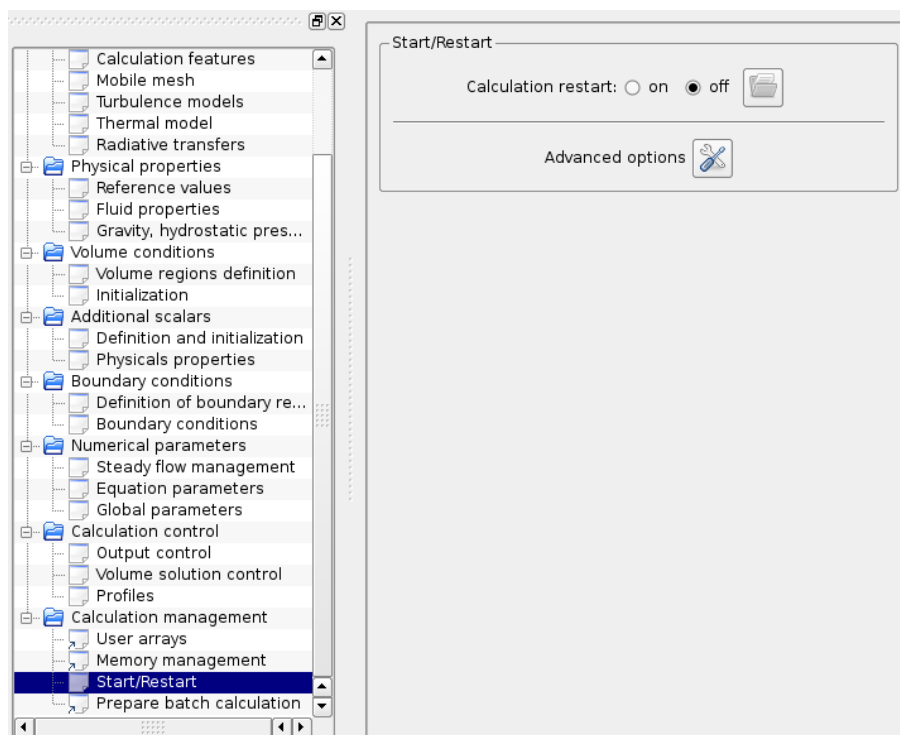 Calculation features
Mobile mesh
Turbulence models
Thermal model
Radiative transfers
Physical properties
Reference values
Fluid properties
Gravity, hydrostatic pres...
Volume conditions
Volume regions definition
Initialization
Additional scalars
Definition and initialization
Physicals properties
Boundary conditions
Definition of boundary re...
Boundary conditions
Numerical parameters
Steady flow management
Equation parameters
Global parameters
Calculation control
Output control
Volume solution control
Profiles
Calculation management
User arrays
Memory management
Start/Restart
Prepare batch calculation
Start/Restart
Calculation restart: on off
Advanced options